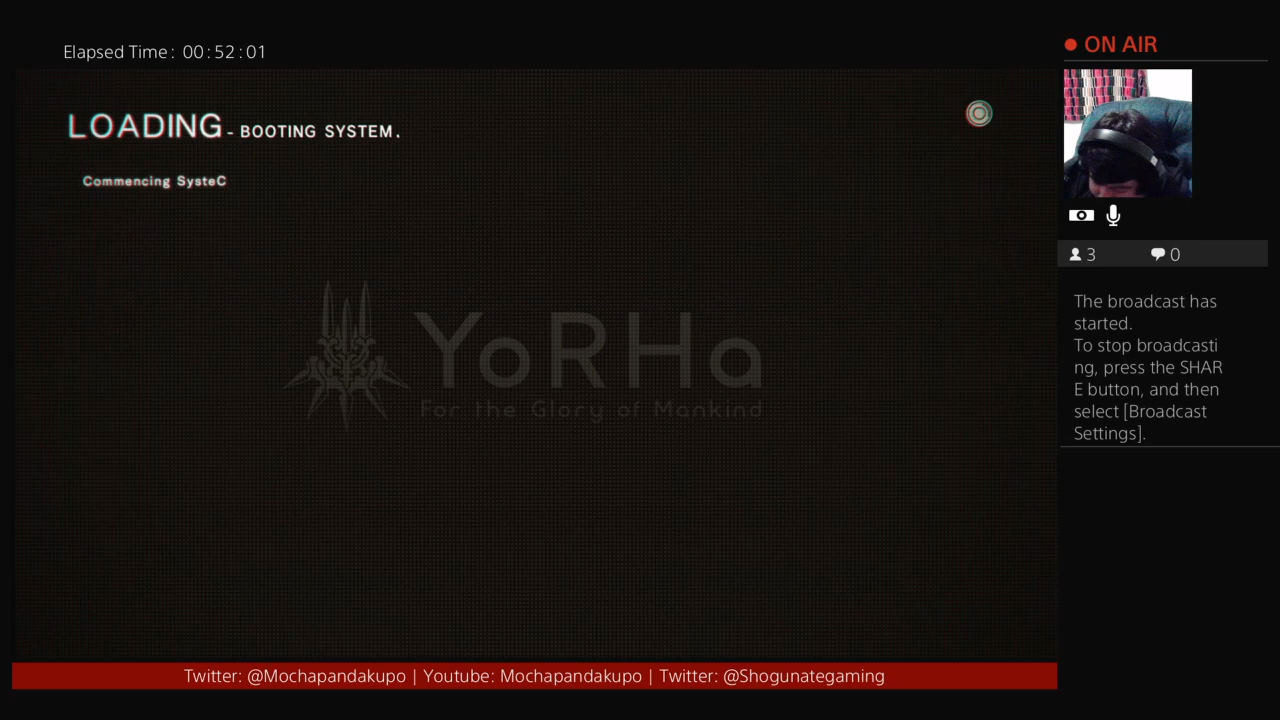 Elapsed Time: 00:52:01
ON AIR
LOADING - BOOTING SYSTEM.
Commencing SysteC
3 0
The broadcast has
started.
To stop broadcasti
ng, press the SHAR
E button, and then
select [Broadcast
Settings].
YoRHa
For the Glory of Mankind
Twitter: @Mochapandakupo | Youtube: Mochapandakupo | Twitter: @Shogunategaming